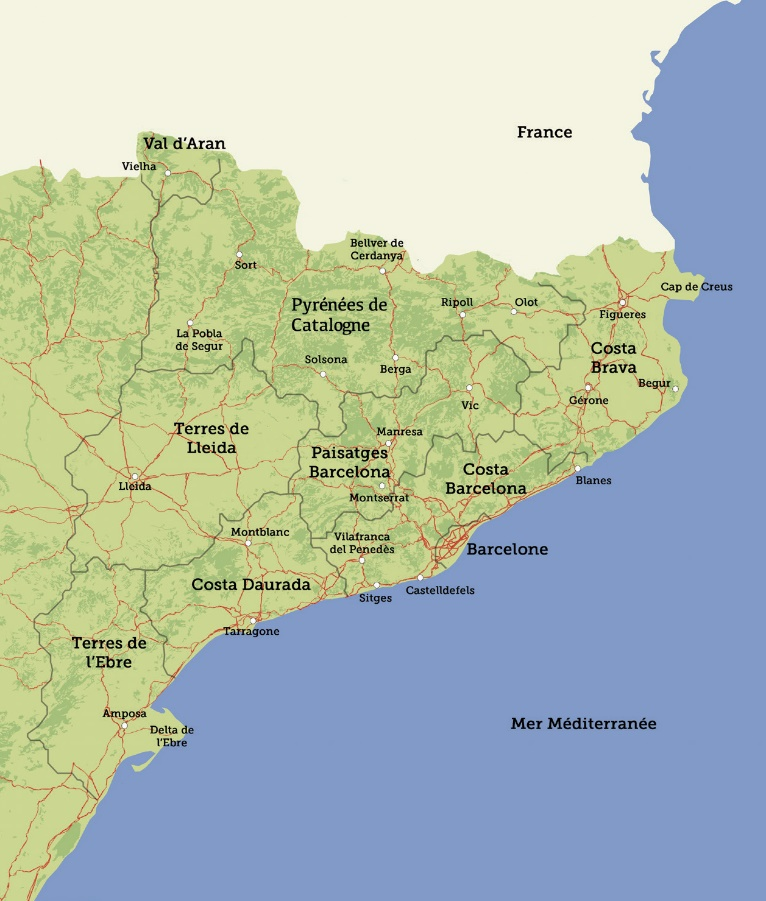 France
Val d'Aran
Vielha
Bellver de
Cerdanya
Sort
Cap de Creus
Pyrénées de
Catalogne
Ripoll
Olot
Figueres
La Pobla
de Segur
Costa
Brava
Solsona
Berga
Begur
Gérone
Vic
Terres de
Lleida
Manresa
Paisatges
Barcelona
Costa
Barcelona
Lleida
Montserrat
Blanes
Montblanc
Vilafranca
del Penedès
Barcelone
Costa Daurada
Castelldefels
Sitges
Tarragone
Terres de
l'Ebre
Amposa
Delta de
l'Ebre
Mer Méditerranée